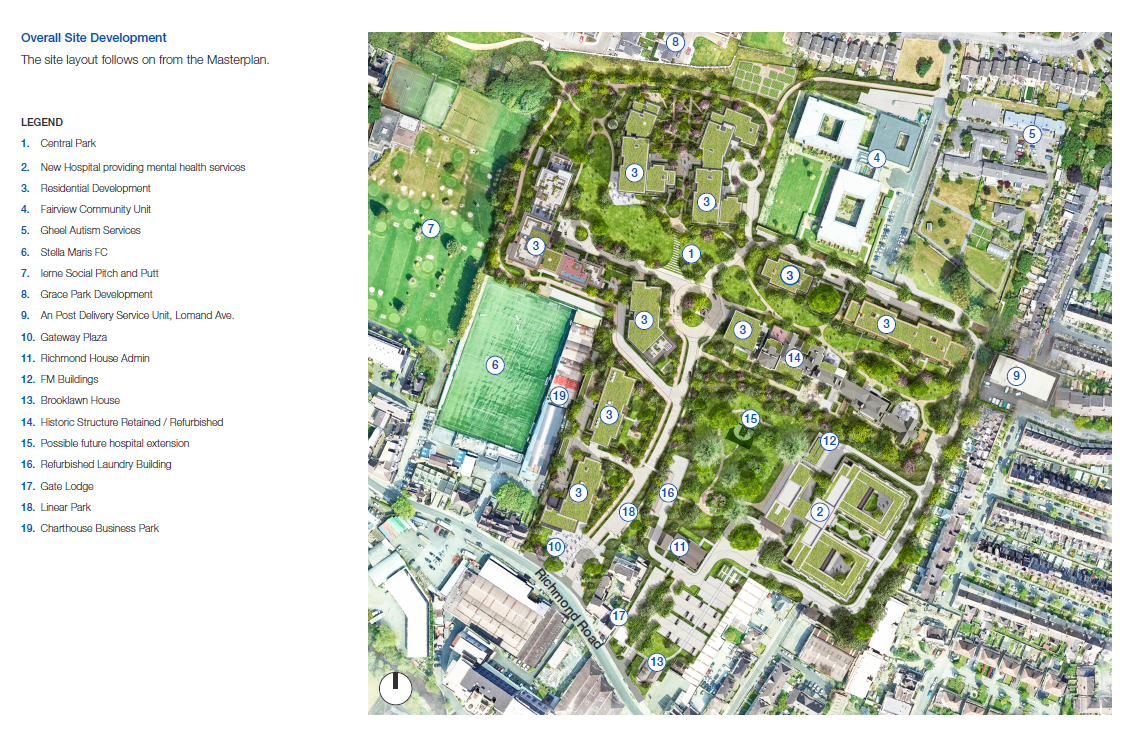 Overall Site Development
The site layout follows on from the Masterplan.
LEGEND
1. Central Park
2. New Hospital providing mental health services
3. Residential Development
4. Fairview Community Unit
5. Gheel Autism Services
6. Stella Maris FC
7. Ierne Social Pitch and Putt
8. Grace Park Development
9. An Post Delivery Service Unit, Lomand Ave.
10. Gateway Plaza
11. Richmond House Admin
12. FM Buildings
13. Brooklawn House
14. Historic Structure Retained / Refurbished
15. Possible future hospital extension
16. Refurbished Laundry Building
17. Gate Lodge
18. Linear Park
19. Charthouse Business Park
8
5
4
3
3
7
3
1
3
3
3
3
14
6
9
19
3
15
12
3
16
18
2
10
11
Richmond Road
17
13